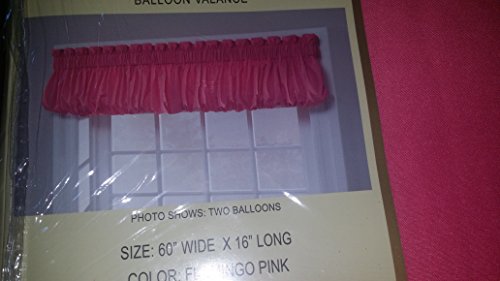 BALLOON VALANCE
PHOTO SHOWS: TWO BALLOONS
SIZE: 60" WIDE X 16" LONG
COLOR: FLAMINGO PINK